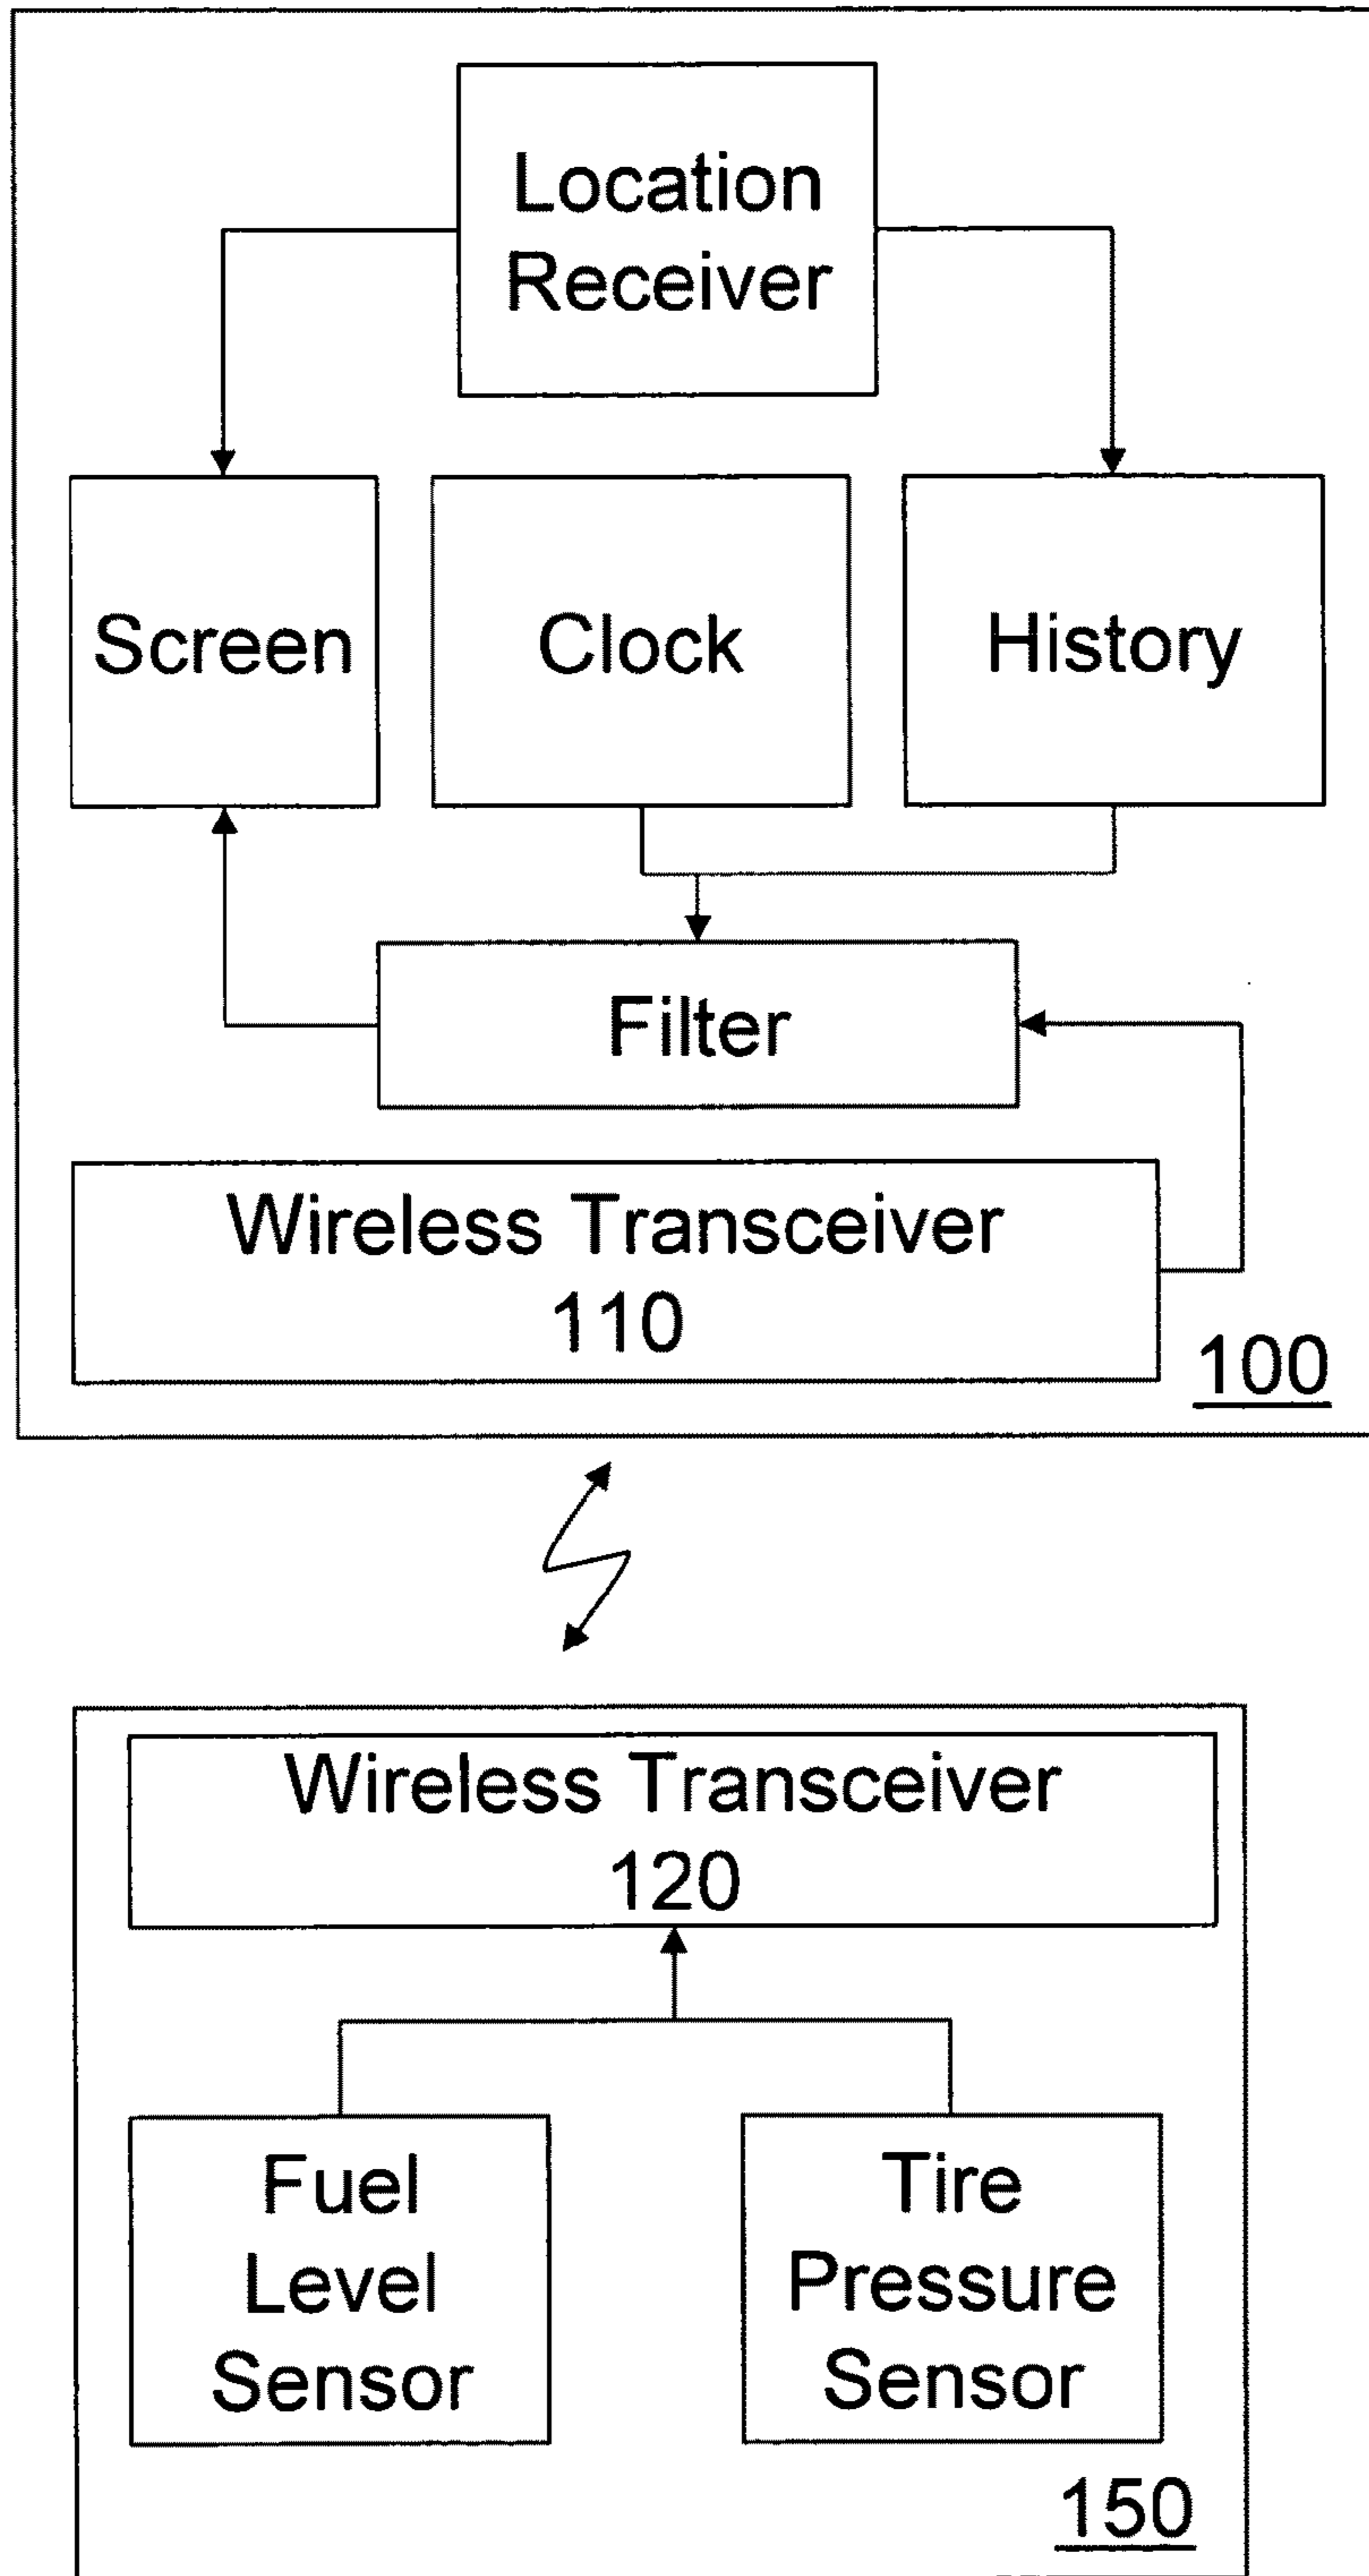 Location
Receiver
Screen
Clock
History
Filter
Wireless Transceiver
110
100
Wireless Transceiver
120
Fuel
Level
Sensor
Tire
Pressure
Sensor
150